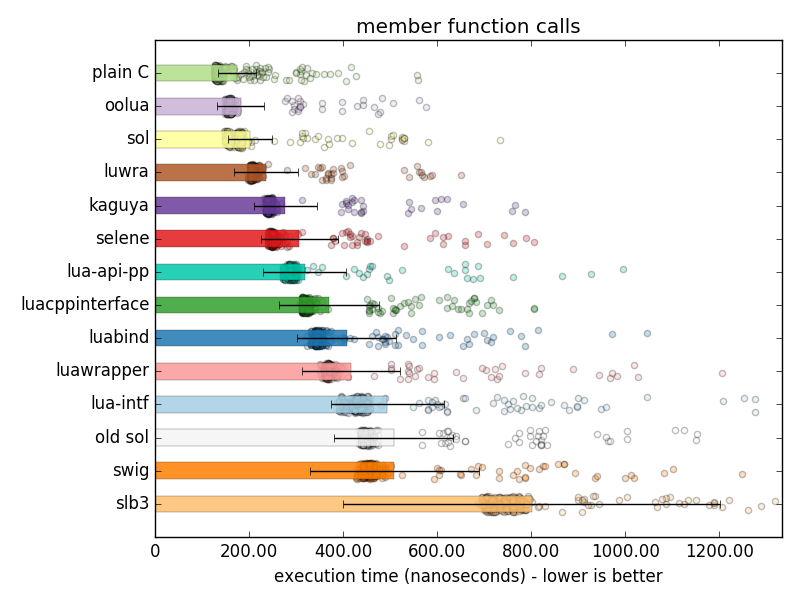 member function calls
plain C
oolua
sol
luwra
kaguya
selene
lua-api-pp
luacppinterface
luabind
luawrapper
lua-intf
old sol
swig
slb3
0 200.00 400.00 600.00 800.00 1000.00 1200.00
execution time (nanoseconds) - lower is better